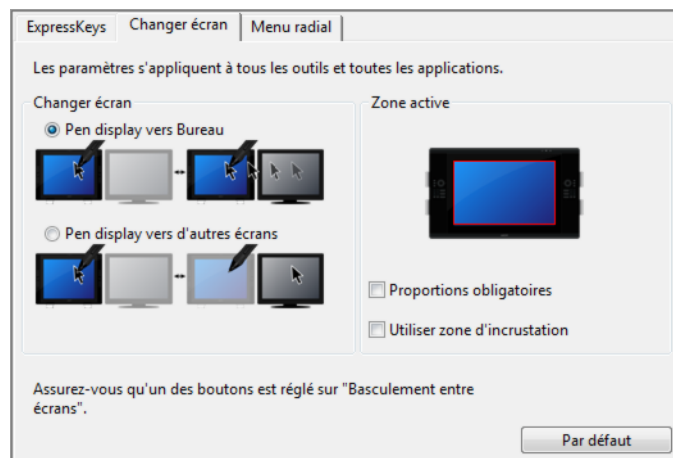 ExpressKeys
Changer écran
Menu radial
Les paramètres s'appliquent à tous les outils et toutes les applications.
Changer écran
Pen display vers Bureau
Pen display vers d'autres écrans
Zone active
Proportions obligatoires
Utiliser zone d'incrustation
Assurez-vous qu'un des boutons est réglé sur "Basculement entre
écrans".
Par défaut